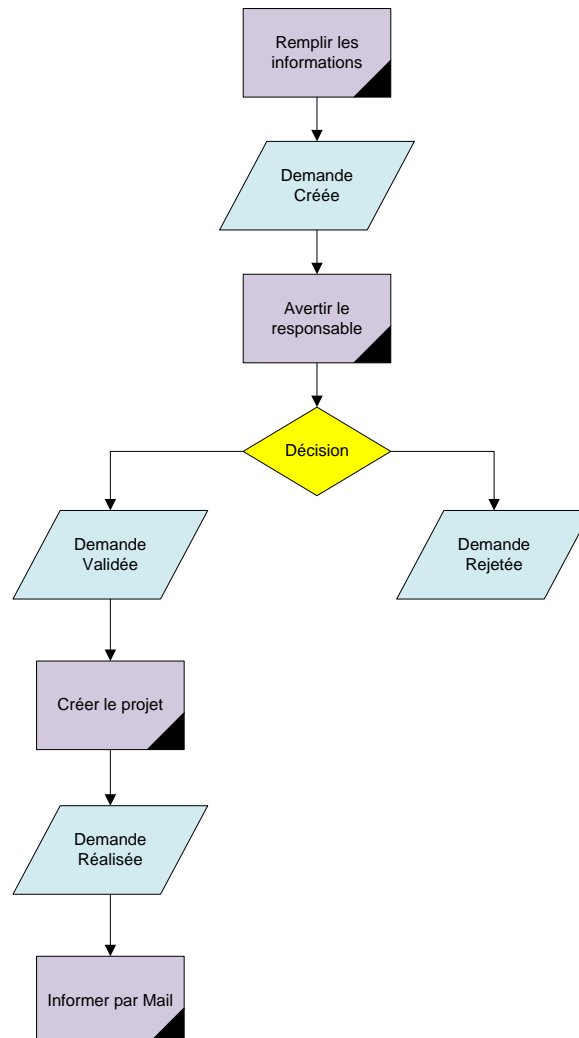 Remplir les
informations
Demande
Créée
Avertir le
responsable
Décision
Demande
Validée
Demande
Rejetée
Créer le projet
Demande
Réalisée
Informer par Mail